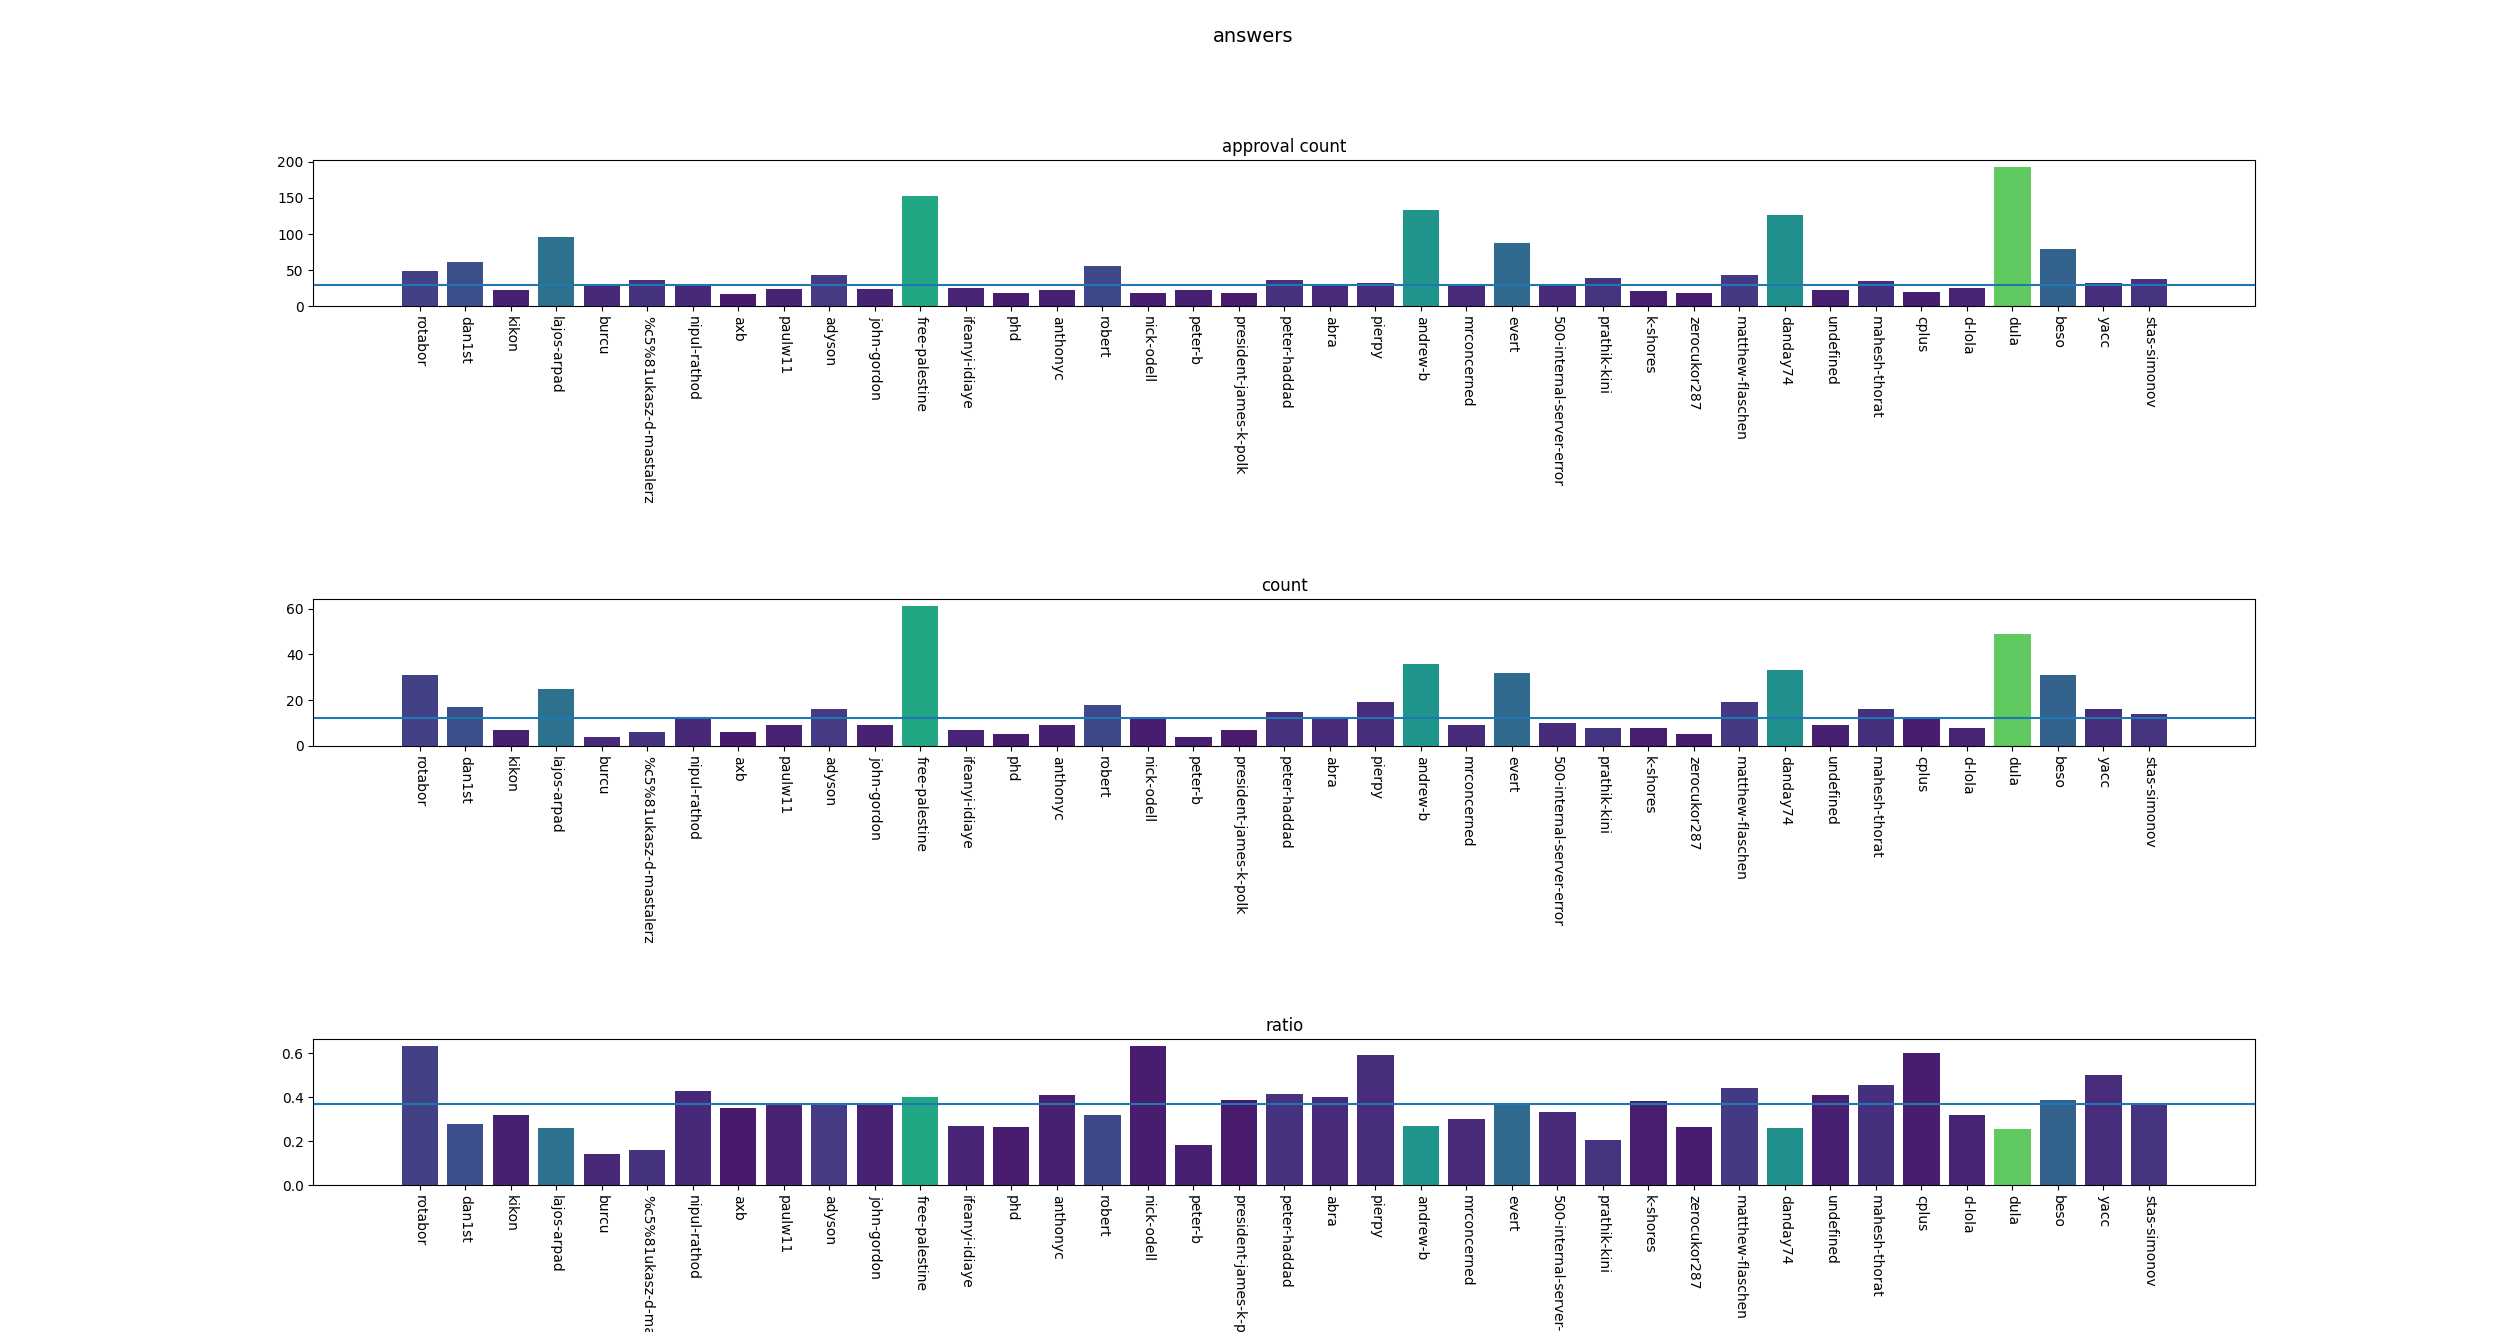 answers
approval count
200
150
100
50
0
rotabor
dan1st
kikon
lajos-arpad
burcu
%c5%81ukasz-d-mastalerz
nipul-rathod
axb
paulw11
adyson
john-gordon
free-palestine
ifeanyi-idiaye
phd
anthonyc
robert
nick-odell
peter-b
president-james-k-polk
peter-haddad
abra
pierpy
andrew-b
mrconcerned
evert
500-internal-server-error
prathik-kini
k-shores
zerocukor287
matthew-flaschen
danday74
undefined
mahesh-thorat
cplus
d-lola
dula
beso
yacc
stas-simonov
count
60
40
20
0
rotabor
dan1st
kikon
lajos-arpad
burcu
%c5%81ukasz-d-mastalerz
nipul-rathod
axb
paulw11
adyson
john-gordon
free-palestine
ifeanyi-idiaye
phd
anthonyc
robert
nick-odell
peter-b
president-james-k-polk
peter-haddad
abra
pierpy
andrew-b
mrconcerned
evert
500-internal-server-error
prathik-kini
k-shores
zerocukor287
matthew-flaschen
danday74
undefined
mahesh-thorat
cplus
d-lola
dula
beso
yacc
stas-simonov
ratio
0.6
0.4
0.2
0.0
rotabor
dan1st
kikon
lajos-arpad
burcu
%c5%81ukasz-d-ma
nipul-rathod
axb
paulw11
adyson
john-gordon
free-palestine
ifeanyi-idiaye
phd
anthonyc
robert
nick-odell
peter-b
president-james-k-p
peter-haddad
abra
pierpy
andrew-b
mrconcerned
evert
500-internal-server-
prathik-kini
k-shores
zerocukor287
matthew-flaschen
danday74
undefined
mahesh-thorat
cplus
d-lola
dula
beso
yacc
stas-simonov